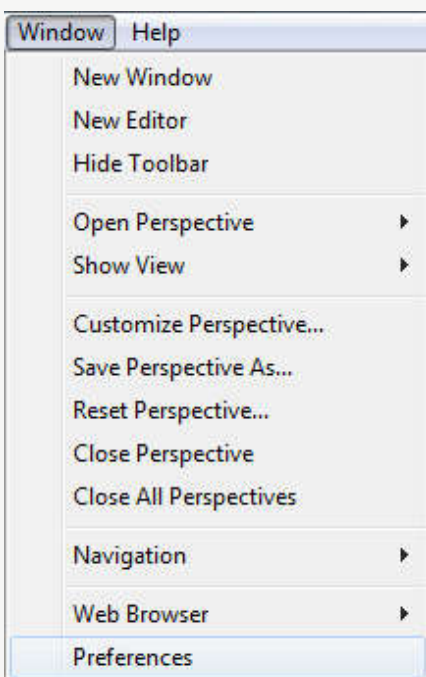 Window Help
New Window
New Editor
Hide Toolbar
Open Perspective
Show View
Customize Perspective...
Save Perspective As...
Reset Perspective...
Close Perspective
Close All Perspectives
Navigation
Web Browser
Preferences